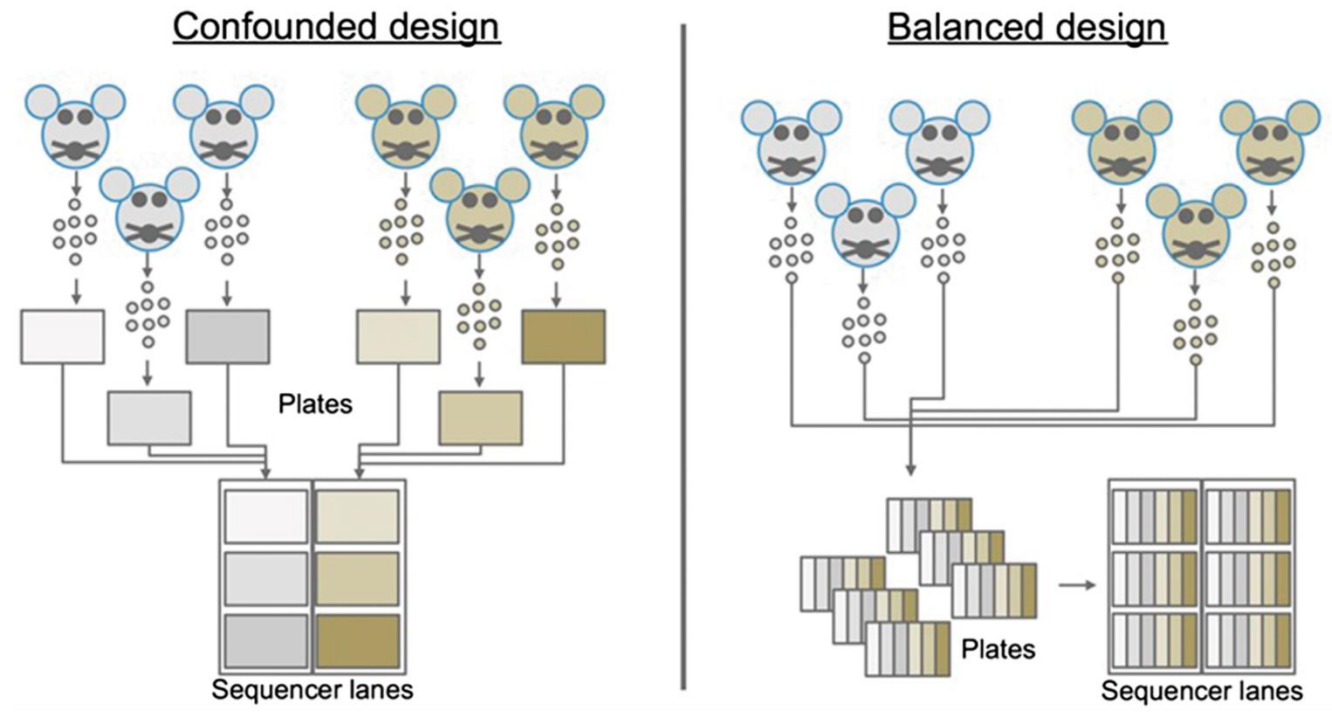 Confounded design
Balanced design
Plates
Sequencer lanes
Plates
Sequencer lanes